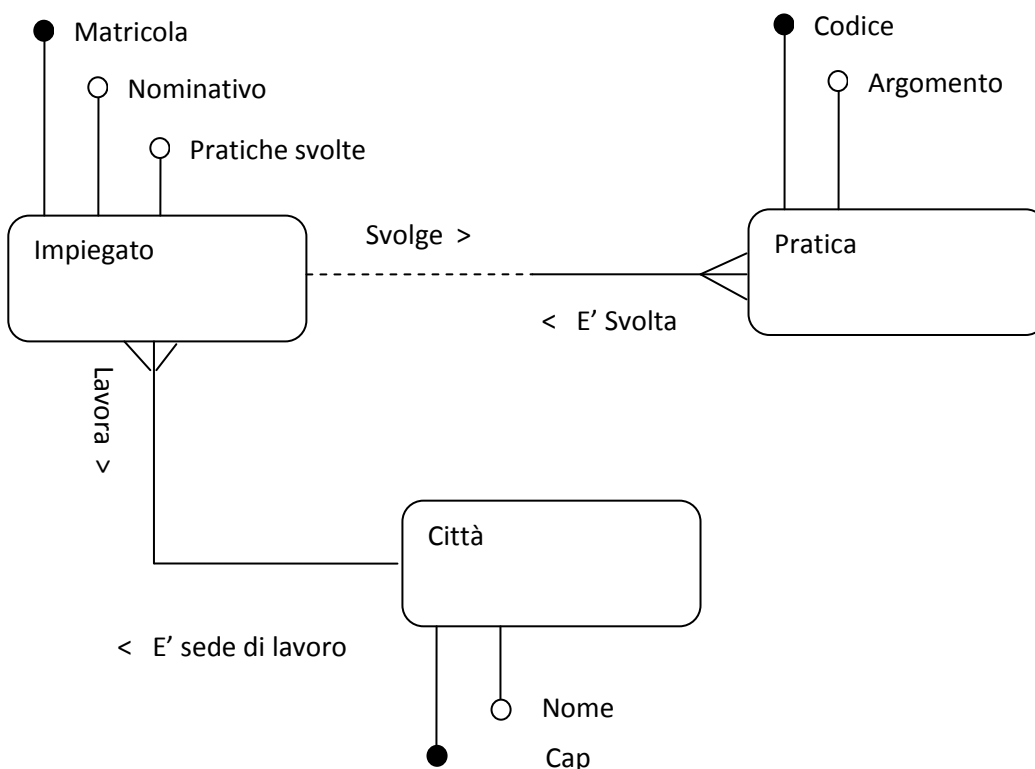 Matricola
Nominativo
Pratiche svolte
Impiegato
Svolge >
< E’ Svolta
Codice
Argomento
Pratica
Lavora >
Città
< E’ sede di lavoro
Nome
Cap